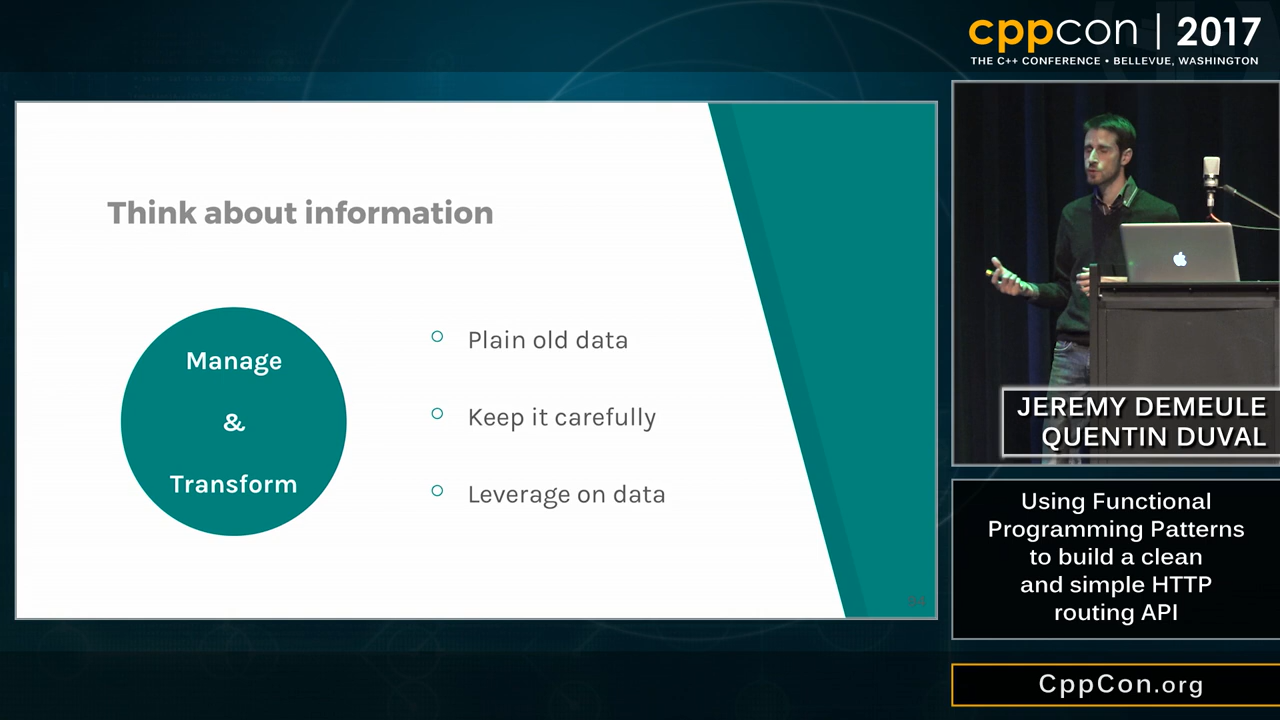 cppcon | 2017
THE C++ CONFERENCE • BELLEVUE, WASHINGTON
Think about information
Manage
&
Transform
Plain old data
Keep it carefully
Leverage on data
JEREMY DEMEULE
QUENTIN DUVAL
Using Functional
Programming Patterns
to build a clean
and simple HTTP
routing API
CppCon.org